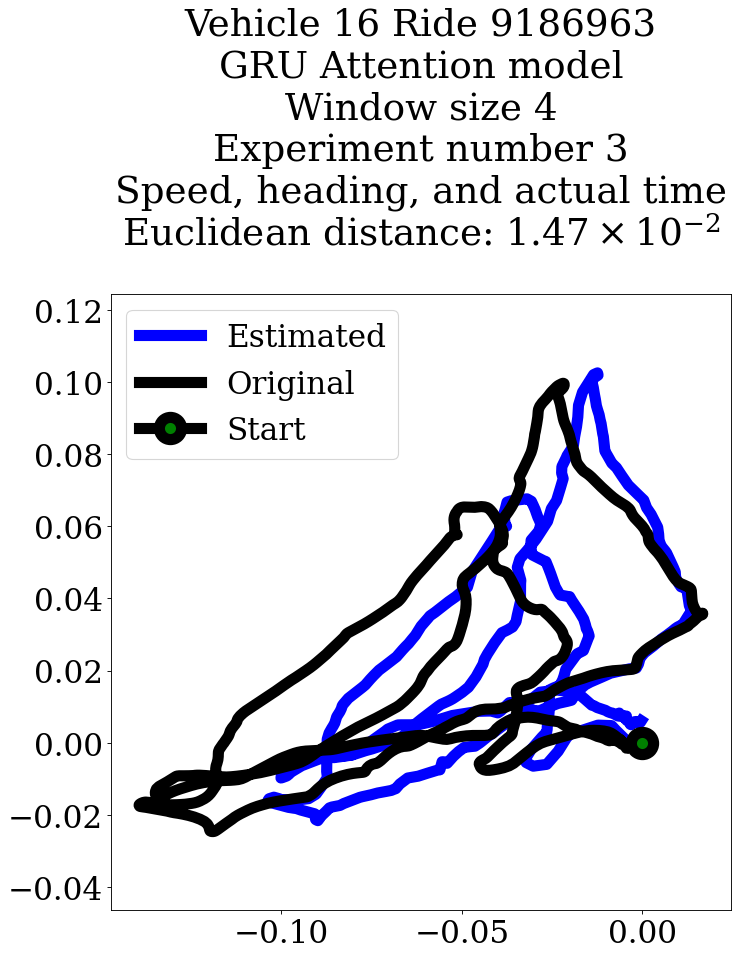 Vehicle 16 Ride 9186963
GRU Attention model
Window size 4
Experiment number 3
Speed, heading, and actual time
Euclidean distance: 1.47 × 10⁻²
0.12
0.10
0.08
0.06
0.04
0.02
0.00
−0.02
−0.04
Estimated
Original
Start
−0.10
−0.05
0.00